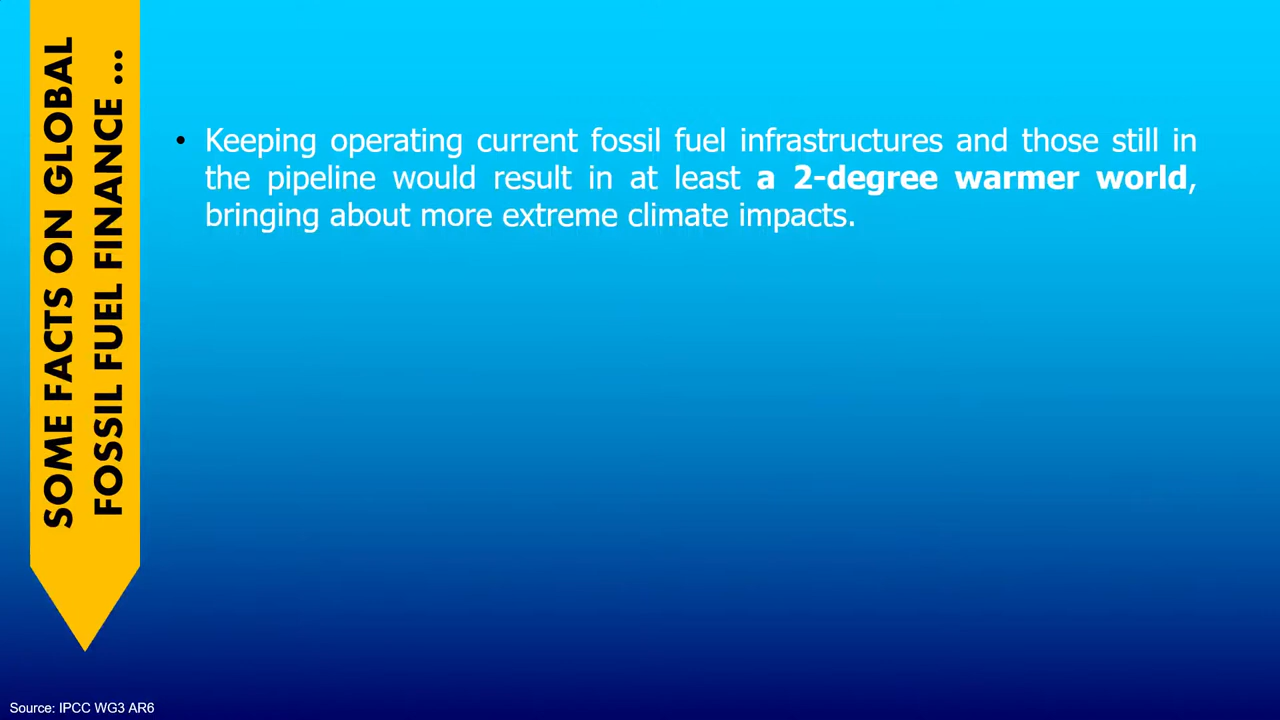 SOME FACTS ON GLOBAL
FOSSIL FUEL FINANCE ...
• Keeping operating current fossil fuel infrastructures and those still in
the pipeline would result in at least a 2-degree warmer world,
bringing about more extreme climate impacts.
Source: IPCC WG3 AR6